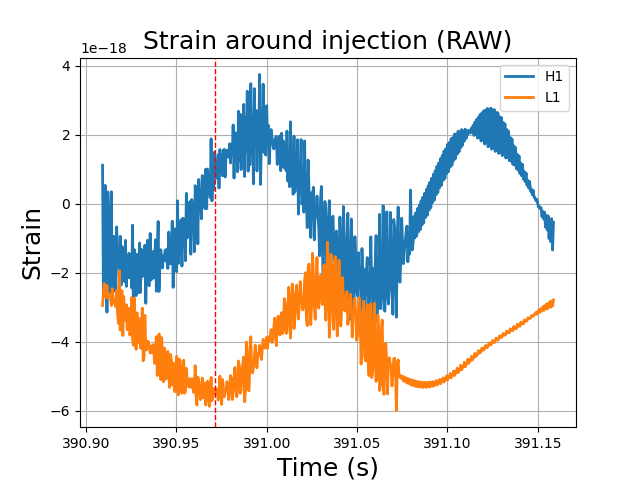 Strain around injection (RAW)
1e−18
H1
L1
4
2
0
−2
−4
−6
Strain
390.90 390.95 391.00 391.05 391.10 391.15
Time (s)